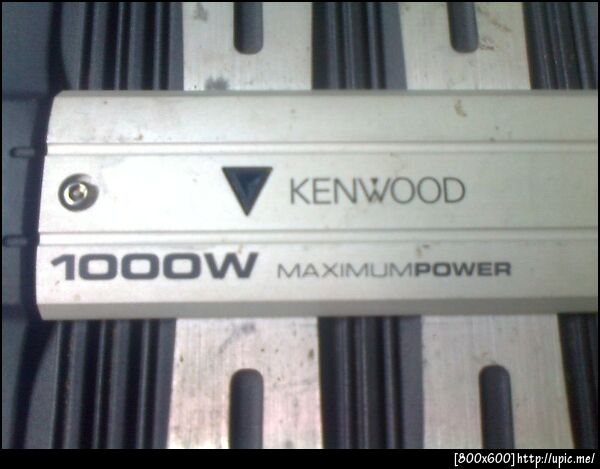 KENWOOD
1000W MAXIMUMPOWER
[800x600]http://upic.me/